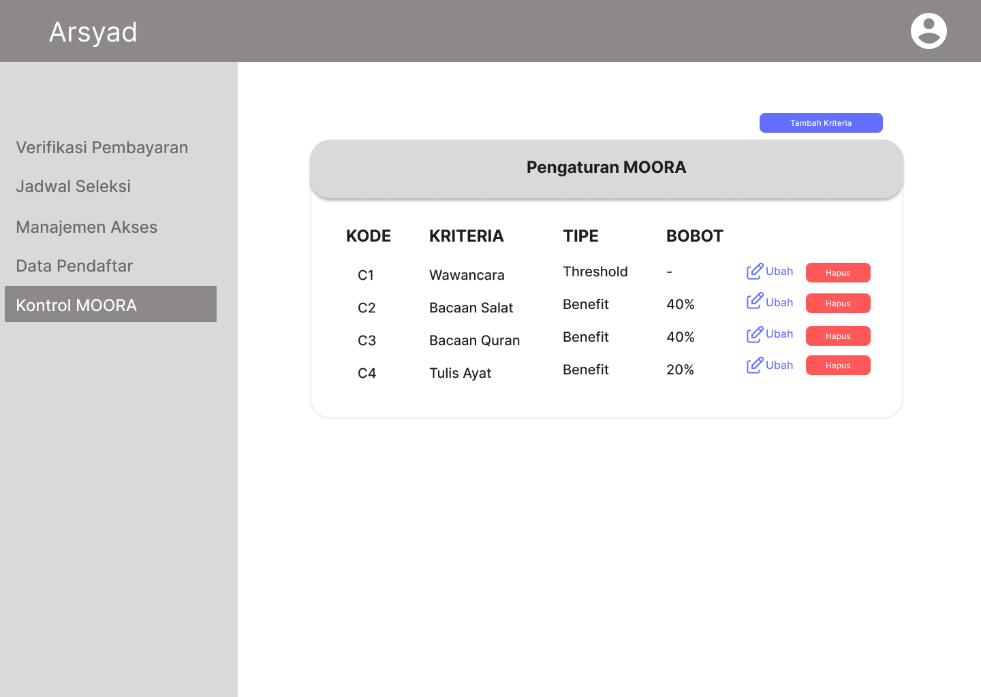 Arsyad
Verifikasi Pembayaran
Jadwal Seleksi
Manajemen Akses
Data Pendaftar
Kontrol MOORA
Tambah Kriteria
Pengaturan MOORA
KODE KRITERIA TIPE BOBOT
C1 Wawancara Threshold - Ubah Hapus
C2 Bacaan Salat Benefit 40% Ubah Hapus
C3 Bacaan Quran Benefit 40% Ubah Hapus
C4 Tulis Ayat Benefit 20% Ubah Hapus